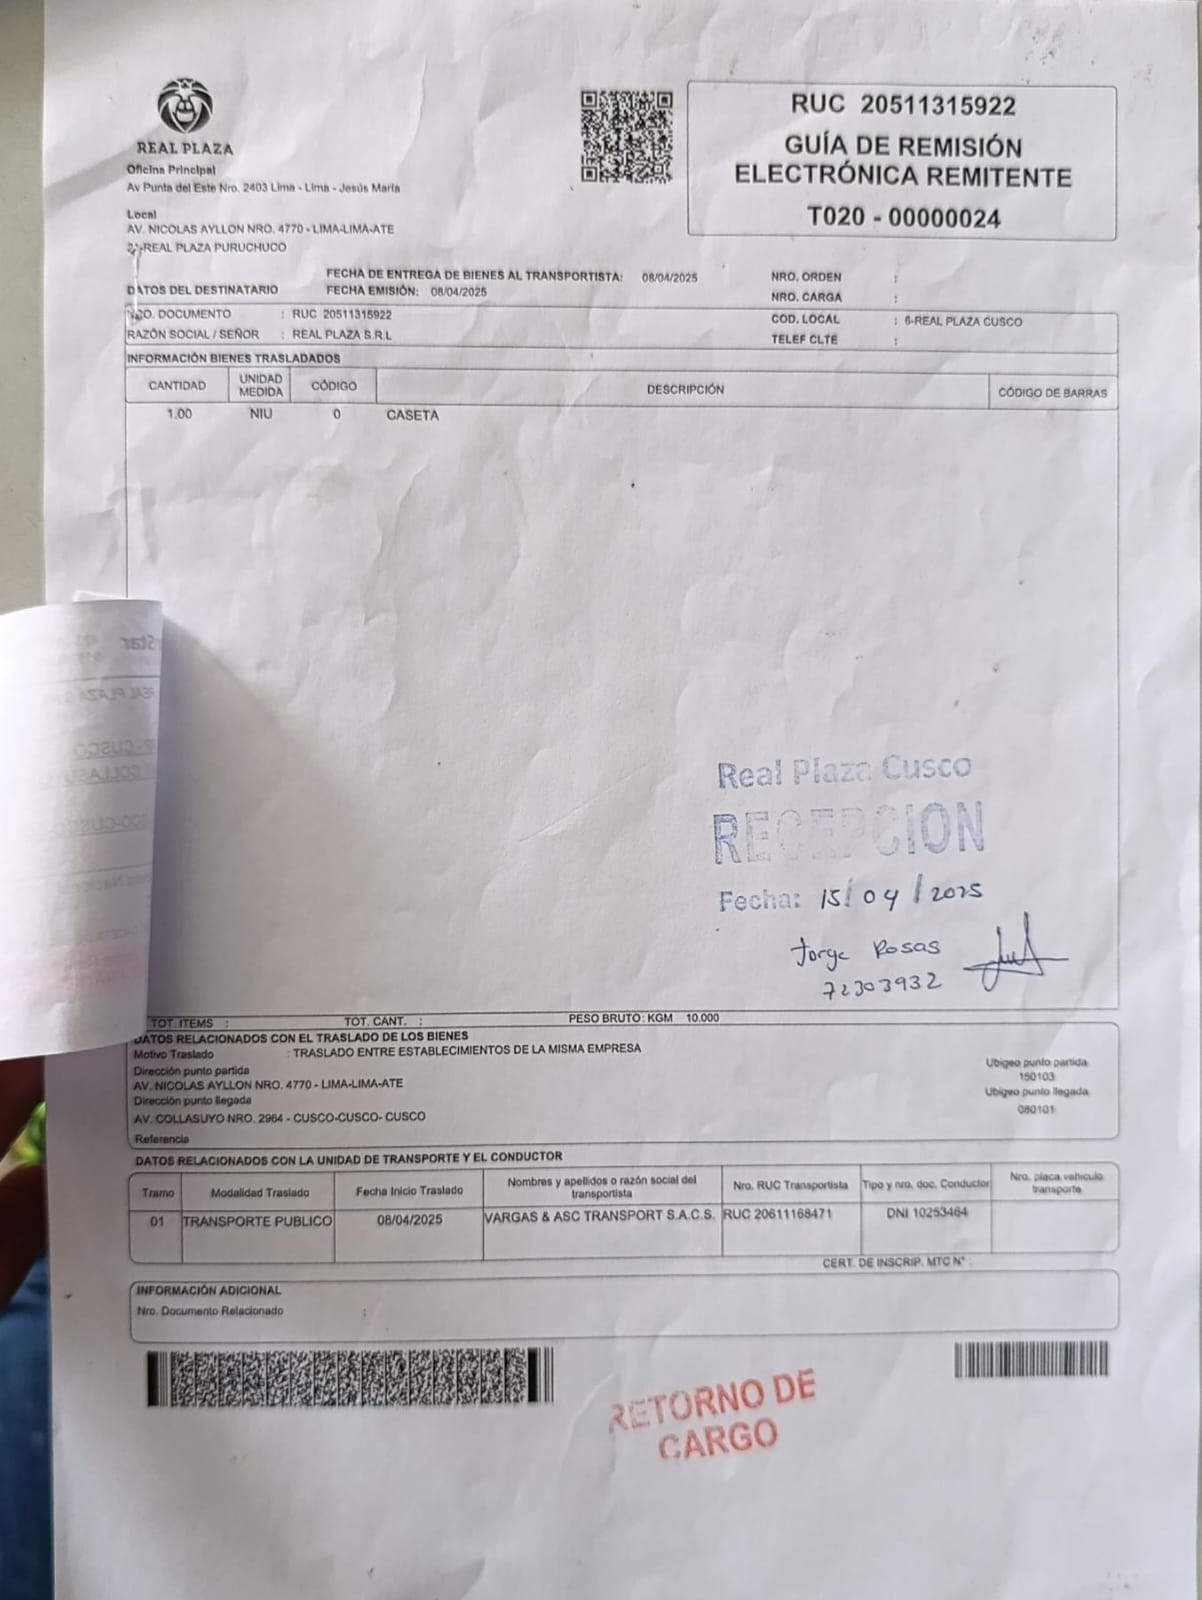 REAL PLAZA
Oficina Principal
Av Punta del Este Nro. 2403 Lima - Lima - Jesús María
Local
AV. NICOLAS AYLLON NRO. 4770 - LIMA-LIMA-ATE
REAL PLAZA PURUCHUCO
RUC 20511315922
GUÍA DE REMISIÓN
ELECTRÓNICA REMITENTE
T020 - 00000024
FECHA DE ENTREGA DE BIENES AL TRANSPORTISTA: 08/04/2025
DATOS DEL DESTINATARIO FECHA EMISIÓN: 08/04/2025
NRO. ORDEN :
NRO. CARGA :
NRO. DOCUMENTO : RUC 20511315922
RAZÓN SOCIAL / SEÑOR : REAL PLAZA S.R.L
COD. LOCAL : 6-REAL PLAZA CUSCO
TELEF CLTE :
INFORMACIÓN BIENES TRASLADADOS
CANTIDAD UNIDAD MEDIDA CÓDIGO DESCRIPCIÓN CÓDIGO DE BARRAS
1.00 NIU 0 CASETA
Star
REAL PLAZA
CUSCO
COLLASUYO
Real Plaza Cusco
RECEPCION
Fecha: 15/04/2025
Jorge Rosas
72303932
TOT. ITEMS : TOT. CANT. : PESO BRUTO: KGM 10.000
DATOS RELACIONADOS CON EL TRASLADO DE LOS BIENES
Motivo Traslado : TRASLADO ENTRE ESTABLECIMIENTOS DE LA MISMA EMPRESA
Dirección punto partida
AV. NICOLAS AYLLON NRO. 4770 - LIMA-LIMA-ATE
Dirección punto llegada
AV. COLLASUYO NRO. 2964 - CUSCO-CUSCO- CUSCO
Referencia
Ubigeo punto partida
150103
Ubigeo punto llegada
080101
DATOS RELACIONADOS CON LA UNIDAD DE TRANSPORTE Y EL CONDUCTOR
Tramo Modalidad Traslado Fecha Inicio Traslado Nombres y apellidos o razón social del transportista Nro. RUC Transportista Tipo y nro. doc. Conductor Nro. placa vehículo transporte
01 TRANSPORTE PUBLICO 08/04/2025 VARGAS & ASC TRANSPORT S.A.C.S. RUC 20611168471 DNI 10253464
CERT. DE INSCRIP. MTC N° :
INFORMACIÓN ADICIONAL
Nro. Documento Relacionado :
RETORNO DE
CARGO